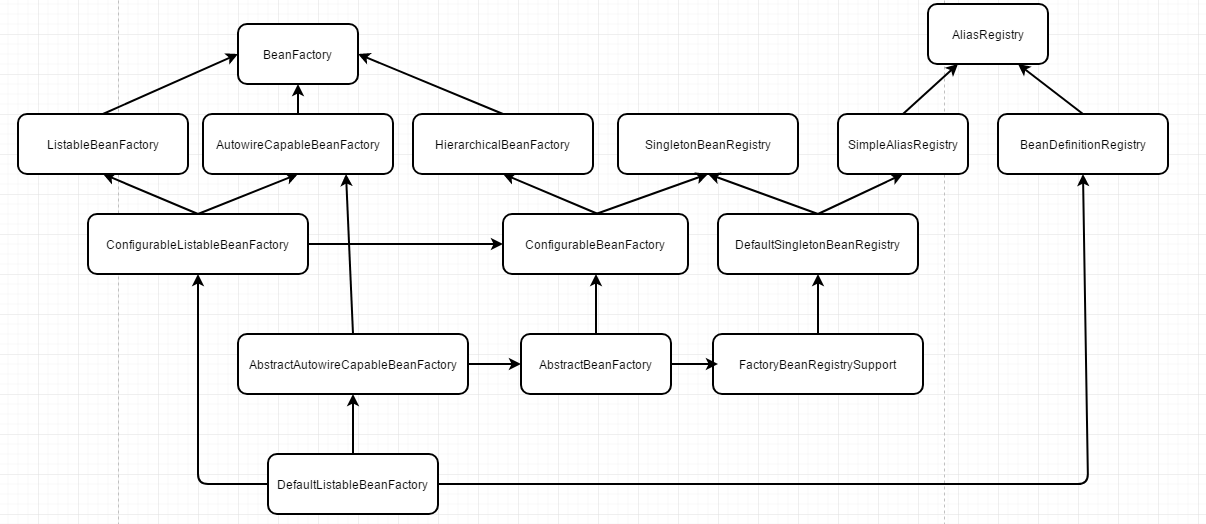 AliasRegistry
BeanFactory
ListableBeanFactory
AutowireCapableBeanFactory
HierarchicalBeanFactory
SingletonBeanRegistry
SimpleAliasRegistry
BeanDefinitionRegistry
ConfigurableListableBeanFactory
ConfigurableBeanFactory
DefaultSingletonBeanRegistry
AbstractAutowireCapableBeanFactory
AbstractBeanFactory
FactoryBeanRegistrySupport
DefaultListableBeanFactory